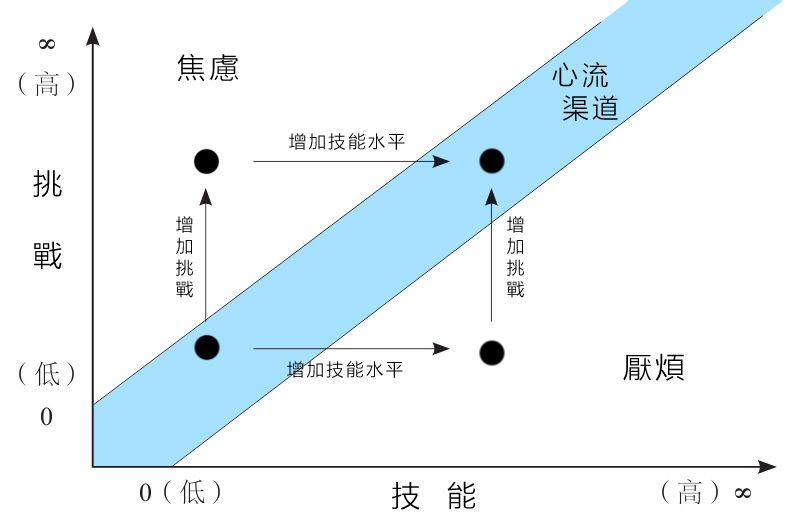 ∞
（高）
焦慮
心流
渠道
增加技能水平
挑
戰
增加挑戰
增加挑戰
（低）
增加技能水平
厭煩
0
0（低）
技 能
（高）∞